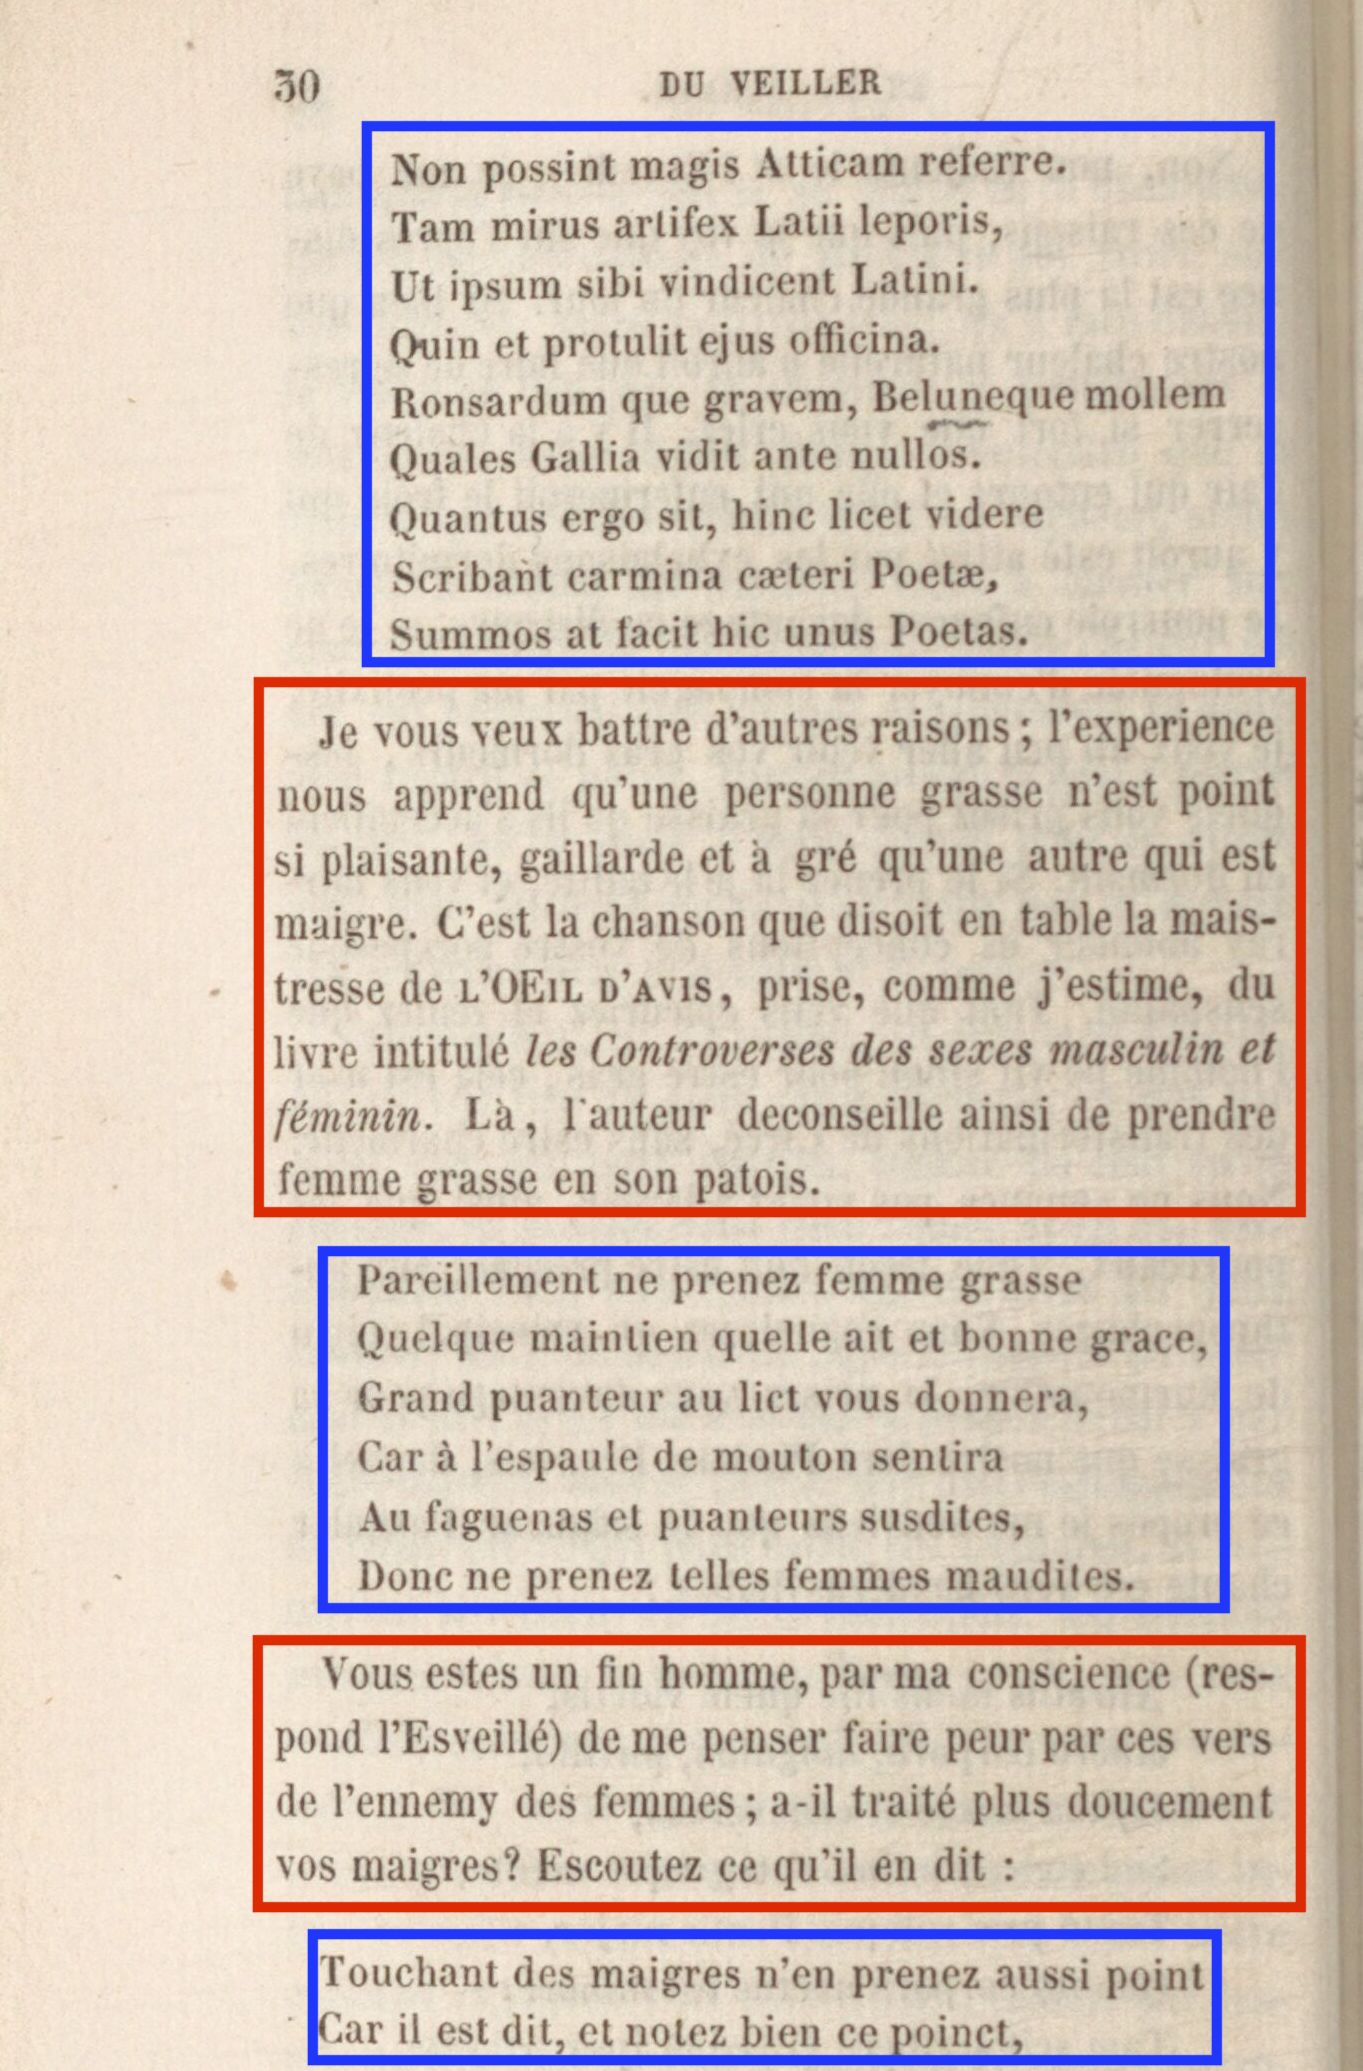 30 DU VEILLER
Non possint magis Atticam referre.
Tam mirus artifex Latii leporis,
Ut ipsum sibi vindicent Latini.
Quin et protulit ejus officina.
Ronsardum que gravem, Beluneque mollem
Quales Gallia vidit ante nullos.
Quantus ergo sit, hinc licet videre
Scribant carmina cæteri Poetæ,
Summos at facit hic unus Poetas.
Je vous veux battre d'autres raisons ; l'experience
nous apprend qu'une personne grasse n'est point
si plaisante, gaillarde et à gré qu'une autre qui est
maigre. C'est la chanson que disoit en table la mais-
tresse de L'OEIL D'AVIS, prise, comme j'estime, du
livre intitulé les Controverses des sexes masculin et
féminin. Là, l'auteur deconseille ainsi de prendre
femme grasse en son patois.
Pareillement ne prenez femme grasse
Quelque maintien quelle ait et bonne grace,
Grand puanteur au lict vous donnera,
Car à l'espaule de mouton sentira
Au faguenas et puanteurs susdites,
Donc ne prenez telles femmes maudites.
Vous estes un fin homme, par ma conscience (res-
pond l'Esveillé) de me penser faire peur par ces vers
de l'ennemy des femmes ; a-il traité plus doucement
vos maigres? Escoutez ce qu'il en dit :
Touchant des maigres n'en prenez aussi point
Car il est dit, et notez bien ce poinct,